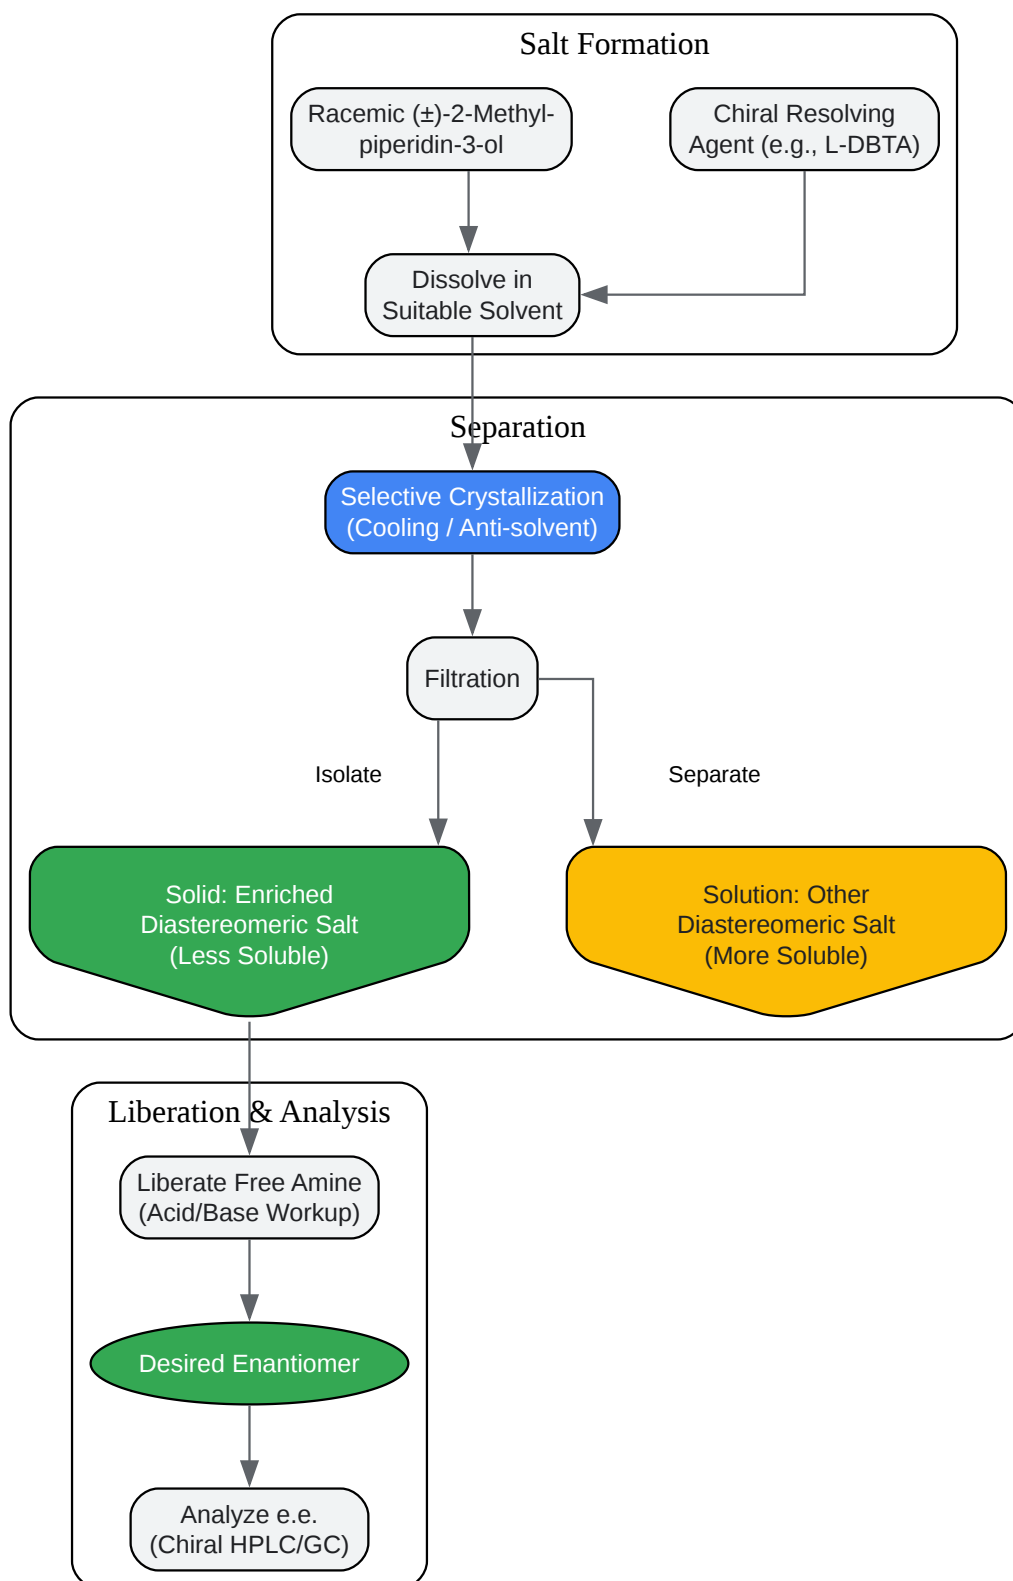 Salt Formation
Racemic (±)-2-Methyl-
piperidin-3-ol
Chiral Resolving
Agent (e.g., L-DBTA)
Dissolve in
Suitable Solvent
Separation
Selective Crystallization
(Cooling / Anti-solvent)
Filtration
Isolate
Separate
Solid: Enriched
Diastereomeric Salt
(Less Soluble)
Solution: Other
Diastereomeric Salt
(More Soluble)
Liberation & Analysis
Liberate Free Amine
(Acid/Base Workup)
Desired Enantiomer
Analyze e.e.
(Chiral HPLC/GC)